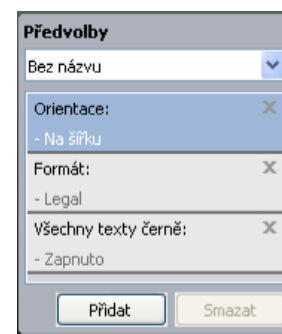 Předvolby
Bez názvu
Orientace:
- Na šířku
Formát:
- Legal
Všechny texty černě:
- Zapnuto
Přidat
Smazat